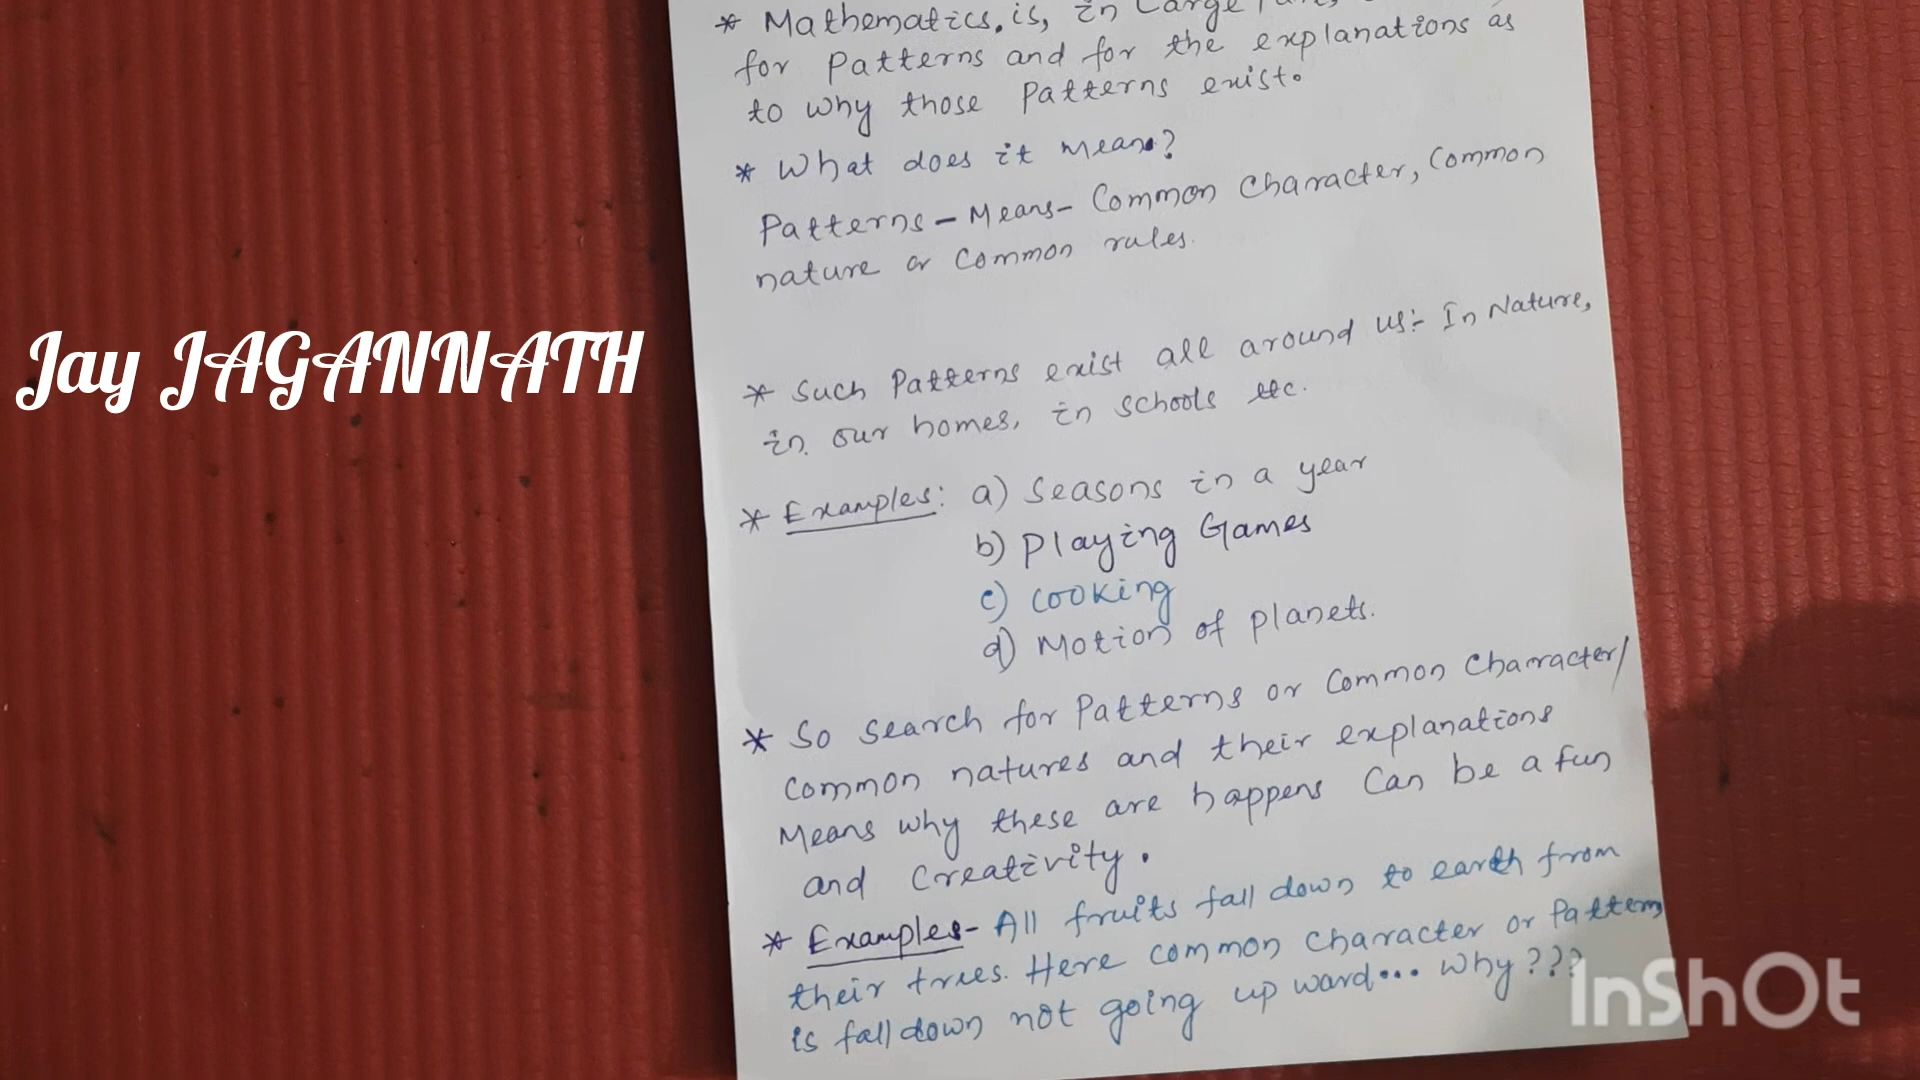 * Mathematics, is, in Large
for Patterns and for the explanations as
to why those Patterns exist.
* What does it mean?
Patterns - Means - Common Character, Common
nature or Common rules.
Jay JAGANNATH
* Such Patterns exist all around us:- In Nature,
in our homes, in schools etc.
* Examples: a) Seasons in a year
b) Playing Games
c) Cooking
d) Motion of planets.
* So search for Patterns or Common Character/
Common natures and their explanations
Means why these are happens Can be a fun
and Creativity.
* Examples - All fruits fall down to earth from
their trees. Here common character or Pattern
is fall down not going up ward... Why???
InShOt